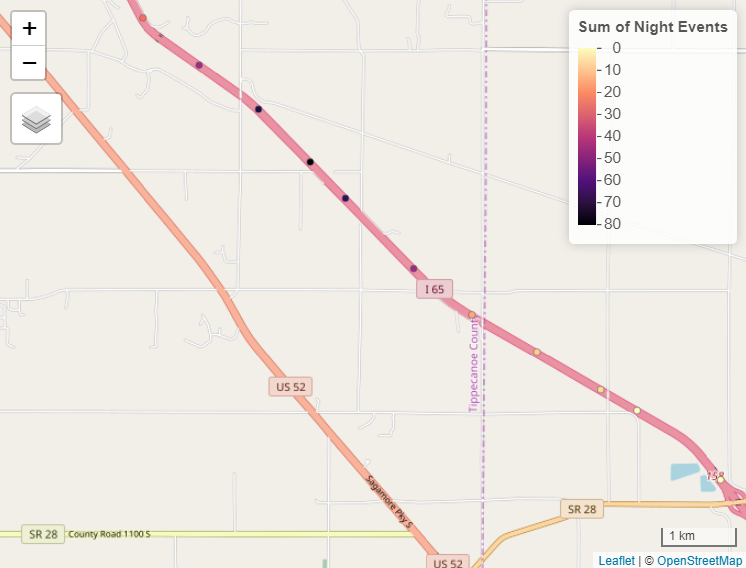 +
−
Sum of Night Events
0
10
20
30
40
50
60
70
80
I 65
Tippecanoe County
US 52
Sagamore Pky S
158
SR 28
SR 28
County Road 1100 S
US 52
1 km
Leaflet | © OpenStreetMap